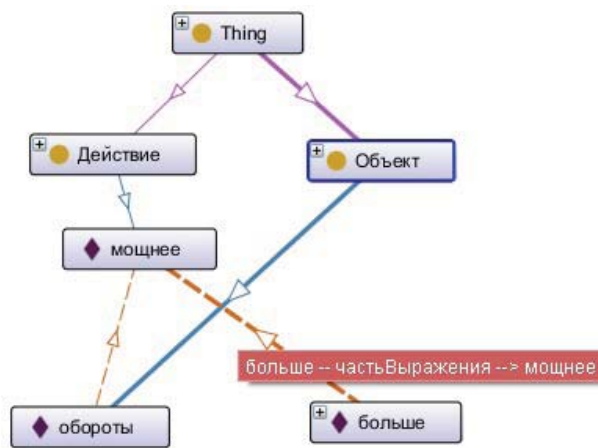 Thing
Действие
Объект
мощнее
больше -- частьВыражения --> мощнее
обороты
больше